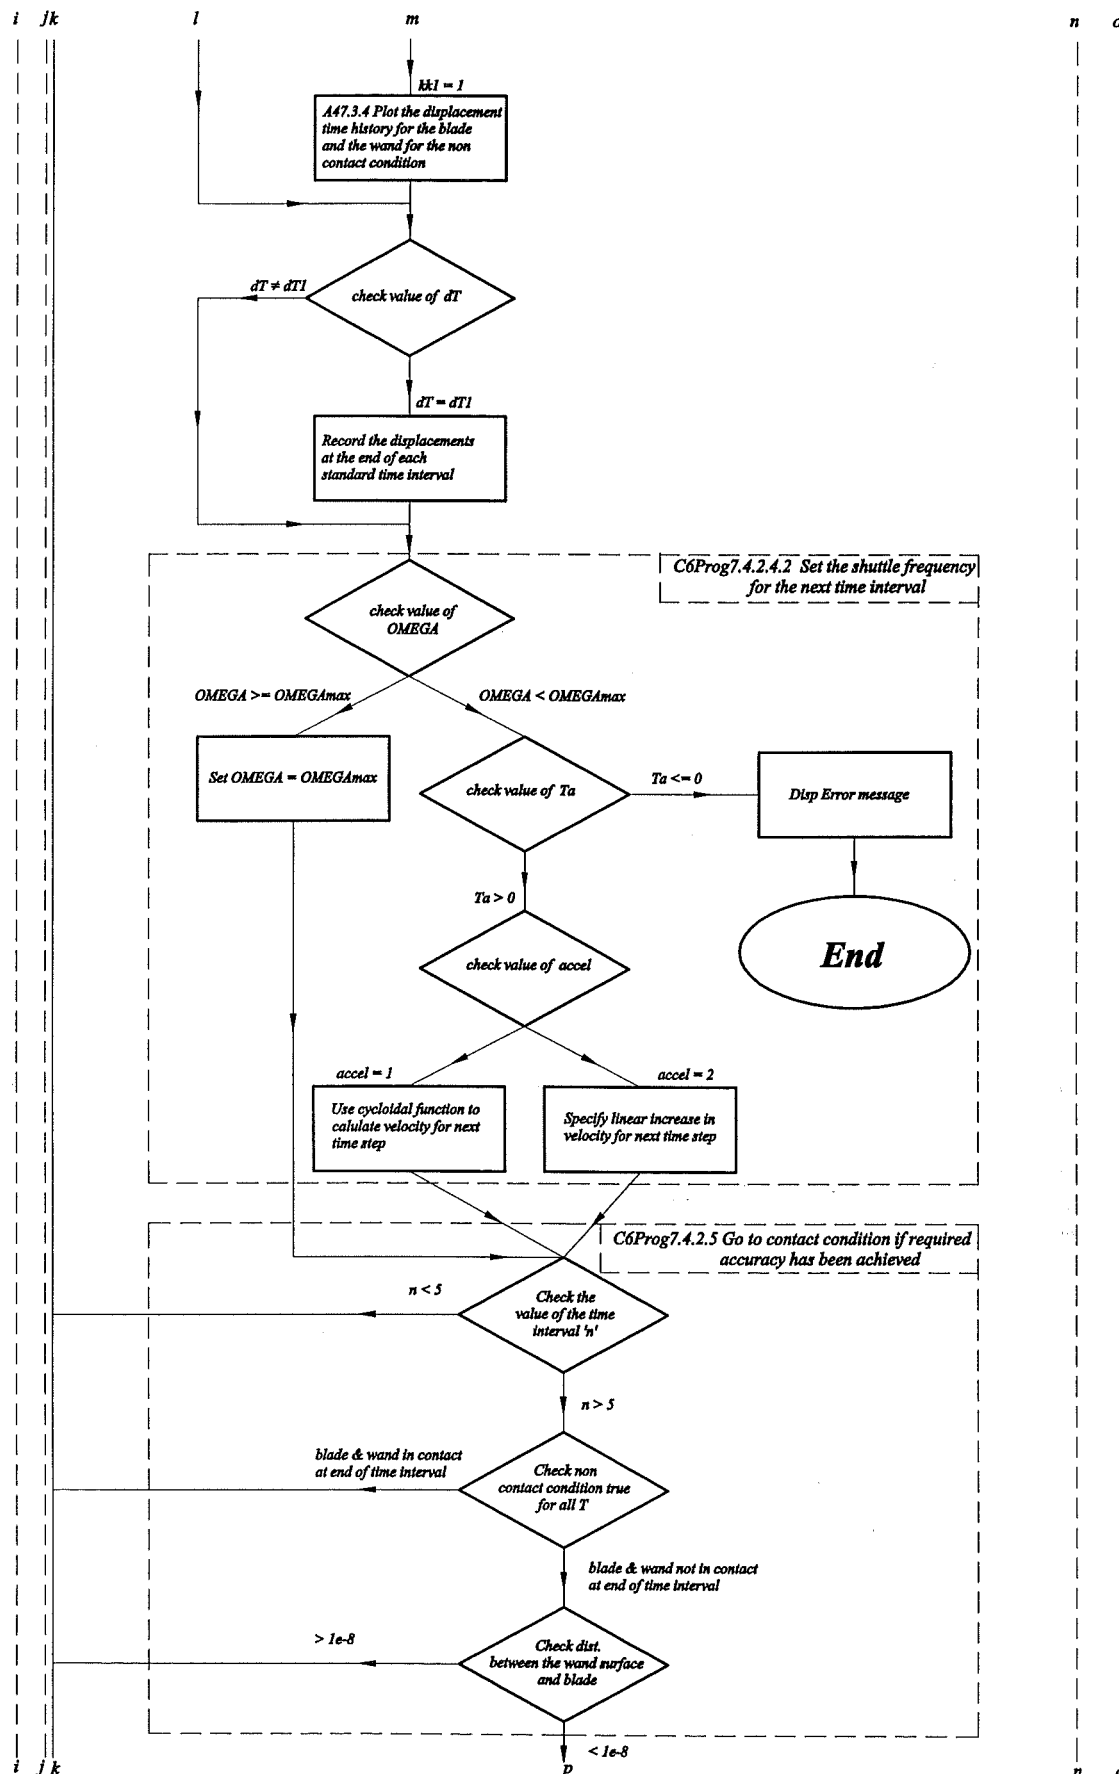 i j k l m n o
kk1 = 1
A47.3.4 Plot the displacement
time history for the blade
and the wand for the non
contact condition
dT ≠ dT1
check value of dT
dT = dT1
Record the displacements
at the end of each
standard time interval
C6Prog7.4.2.4.2 Set the shuttle frequency
for the next time interval
check value of
OMEGA
OMEGA >= OMEGAmax
OMEGA < OMEGAmax
Set OMEGA = OMEGAmax
check value of Ta
Ta <= 0
Disp Error message
Ta > 0
End
check value of accel
accel = 1
accel = 2
Use cycloidal function to
calulate velocity for next
time step
Specify linear increase in
velocity for next time step
C6Prog7.4.2.5 Go to contact condition if required
accuracy has been achieved
n < 5
Check the
value of the time
interval 'n'
n > 5
blade & wand in contact
at end of time interval
Check non
contact condition true
for all T
blade & wand not in contact
at end of time interval
> 1e-8
Check dist.
between the wand surface
and blade
< 1e-8
i j k p n